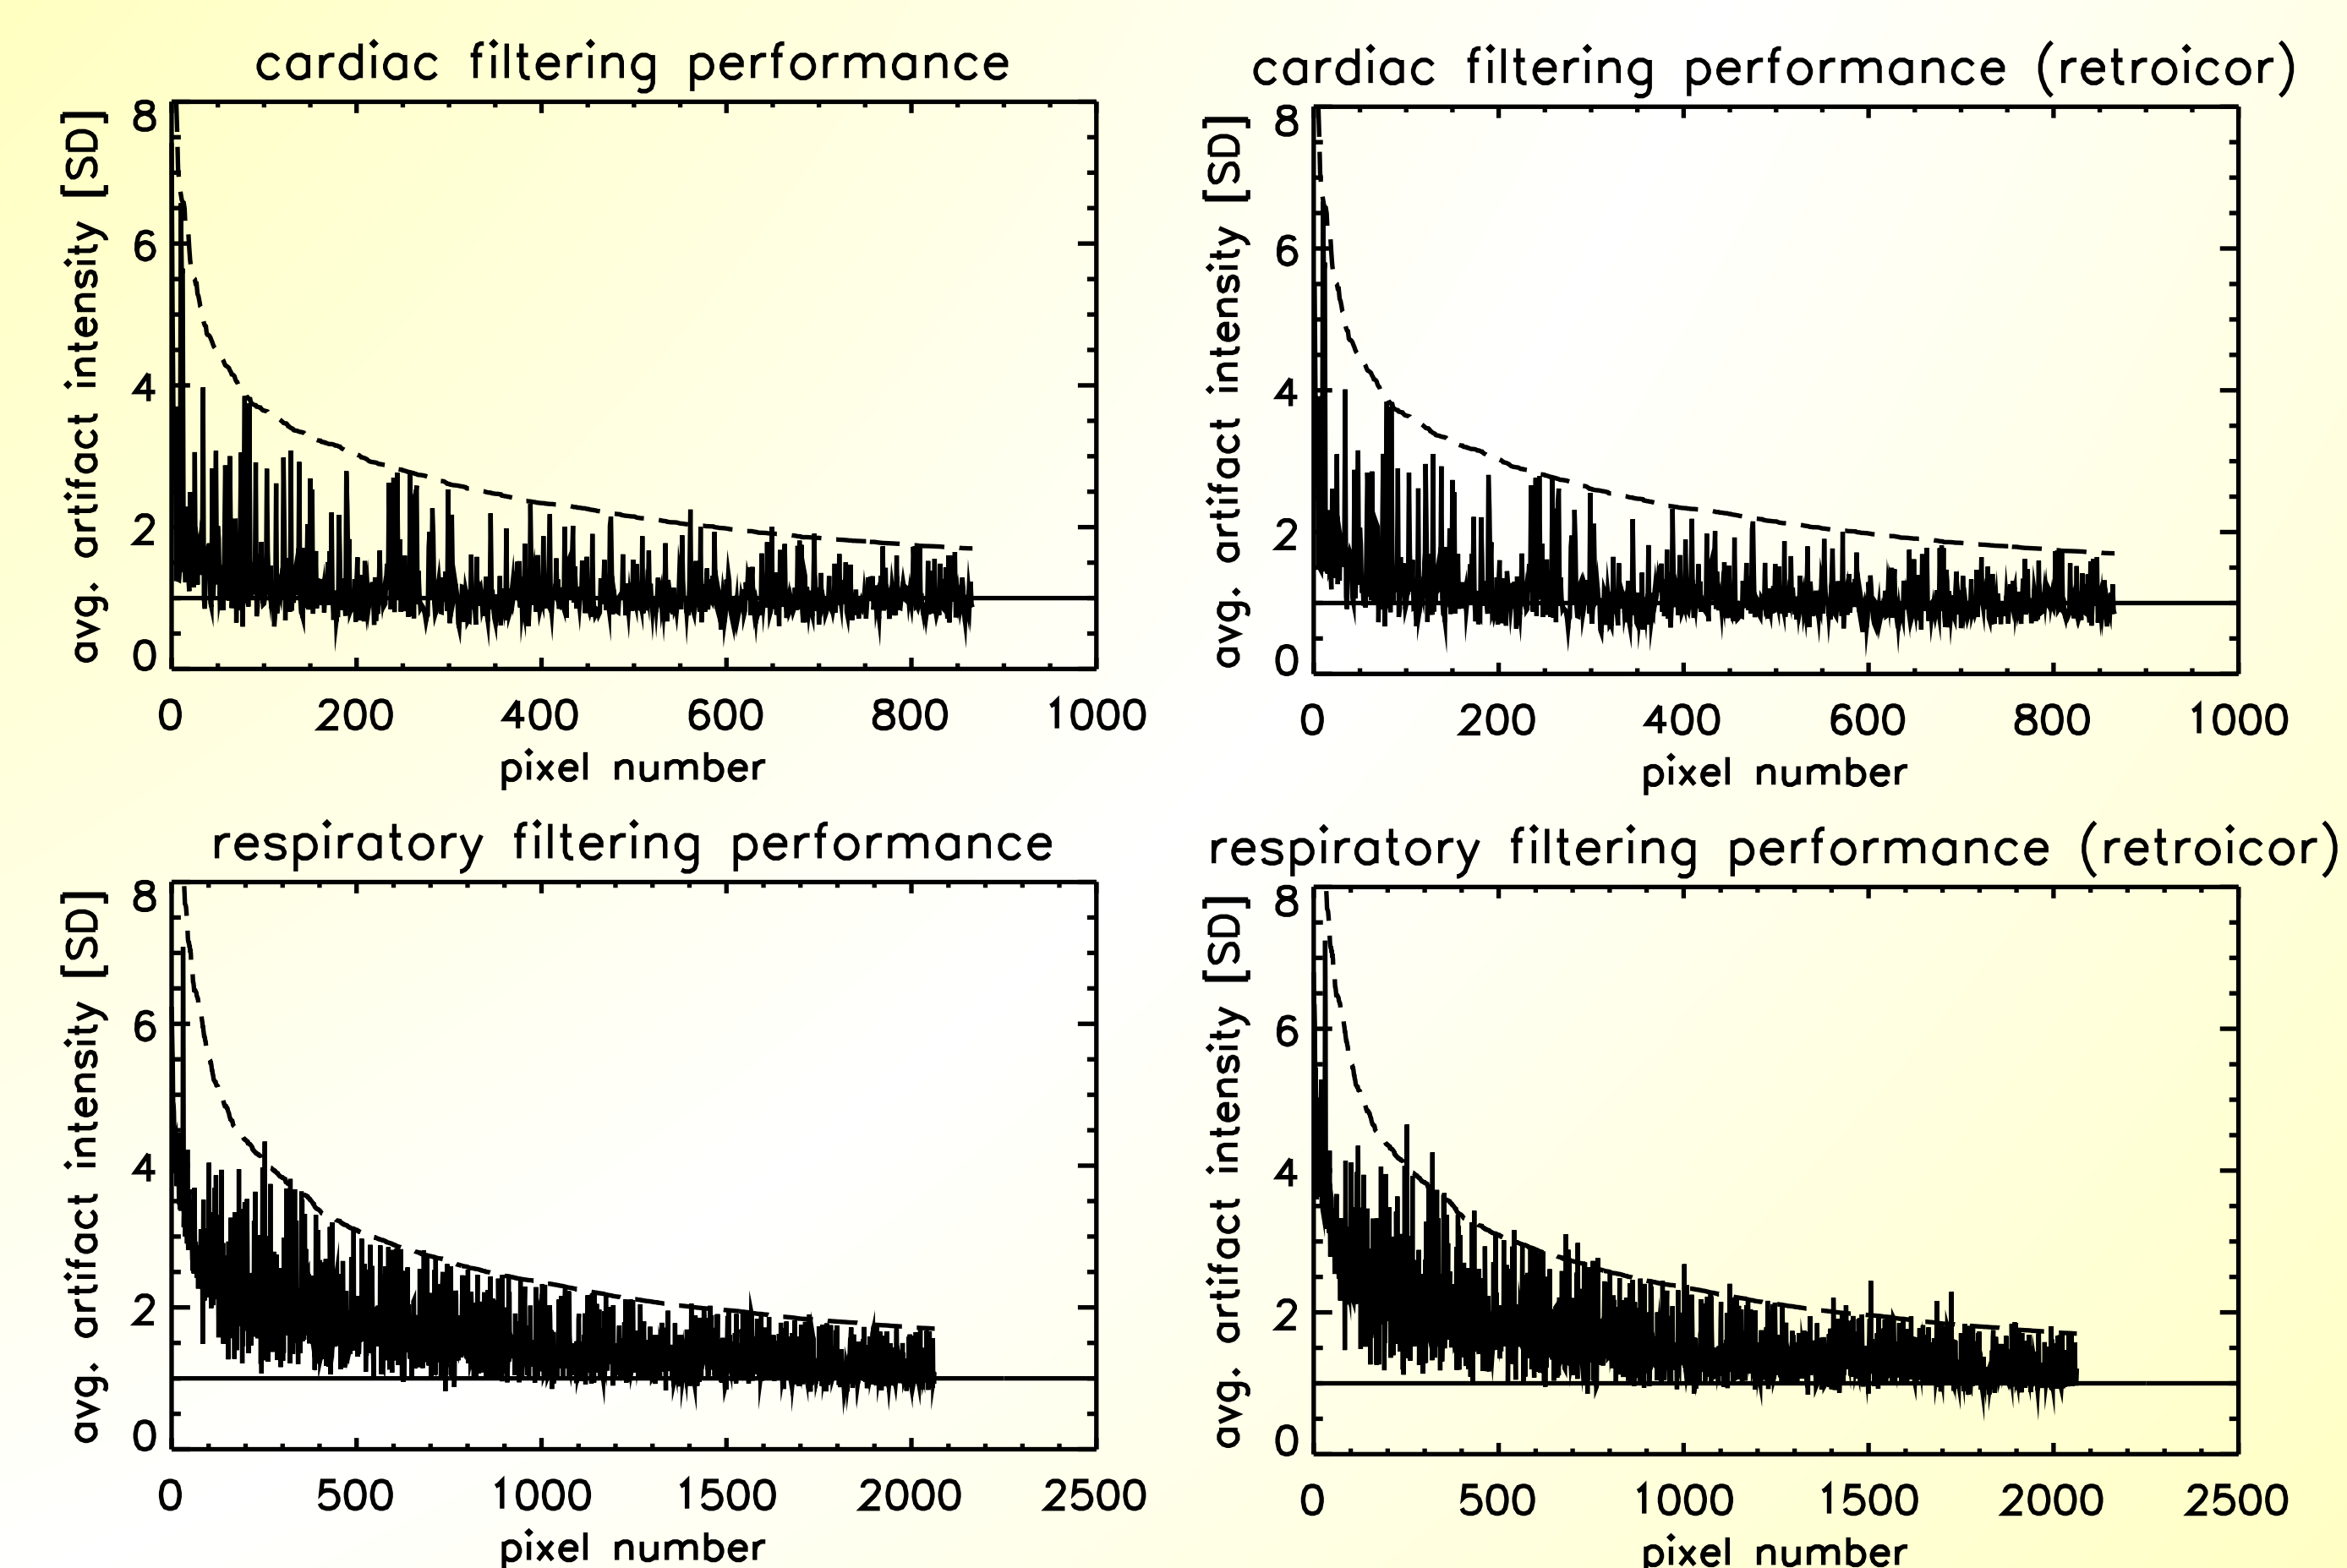 cardiac filtering performance
avg. artifact intensity [SD]
8
6
4
2
0
0 200 400 600 800 1000
pixel number
cardiac filtering performance (retroicor)
avg. artifact intensity [SD]
8
6
4
2
0
0 200 400 600 800 1000
pixel number
respiratory filtering performance
avg. artifact intensity [SD]
8
6
4
2
0
0 500 1000 1500 2000 2500
pixel number
respiratory filtering performance (retroicor)
avg. artifact intensity [SD]
8
6
4
2
0
0 500 1000 1500 2000 2500
pixel number